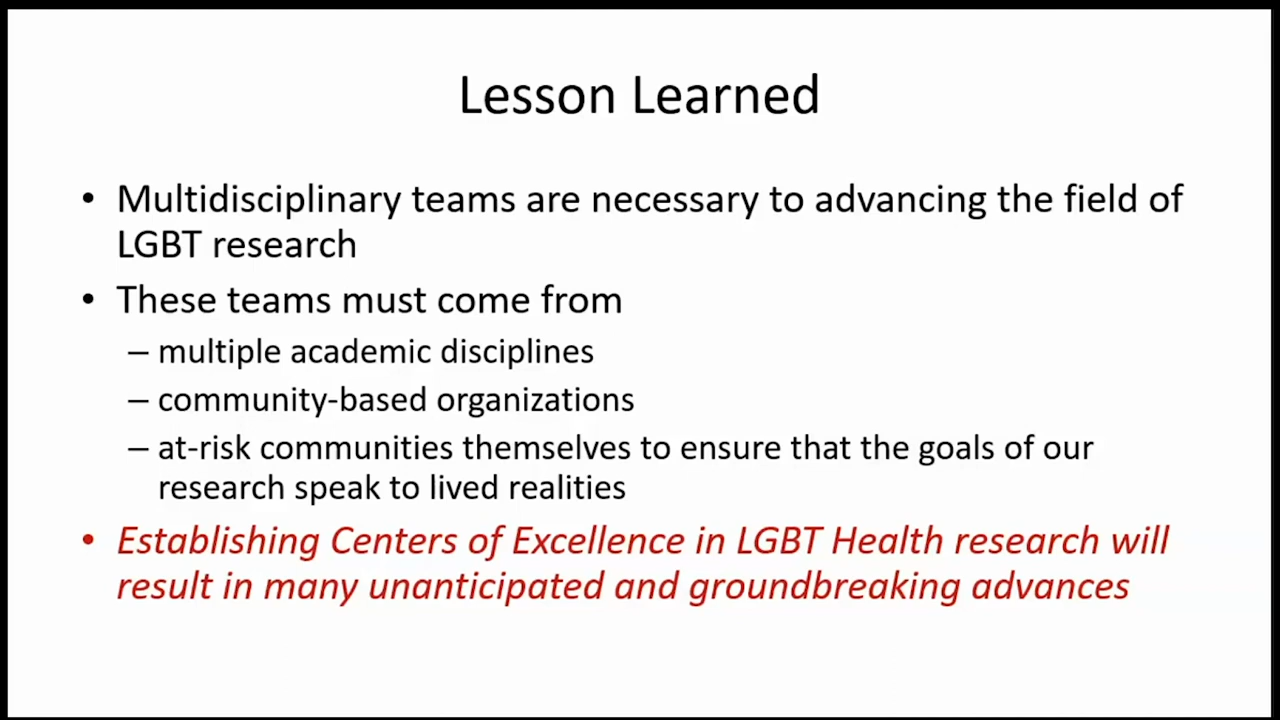 Lesson Learned
• Multidisciplinary teams are necessary to advancing the field of
LGBT research
• These teams must come from
– multiple academic disciplines
– community-based organizations
– at-risk communities themselves to ensure that the goals of our
research speak to lived realities
• Establishing Centers of Excellence in LGBT Health research will
result in many unanticipated and groundbreaking advances